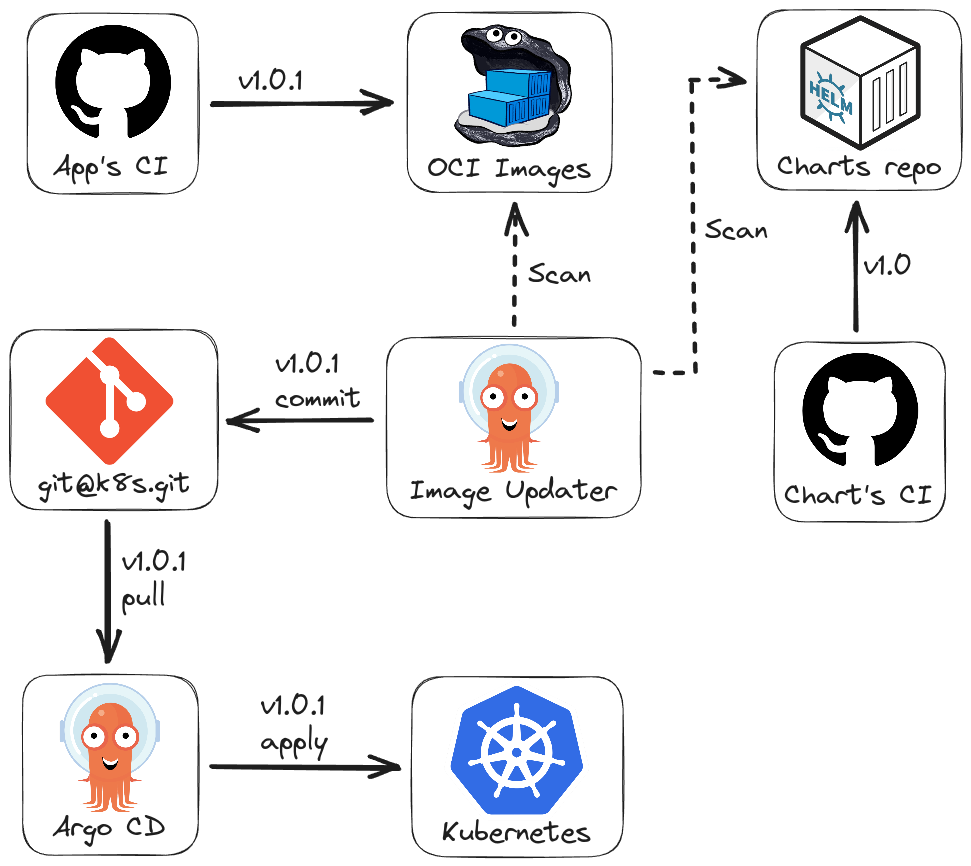 v1.0.1
App's CI
OCI Images
HELM
Charts repo
Scan
Scan
v1.0
v1.0.1
commit
git@k8s.git
Image Updater
Chart's CI
v1.0.1
pull
v1.0.1
apply
Argo CD
Kubernetes